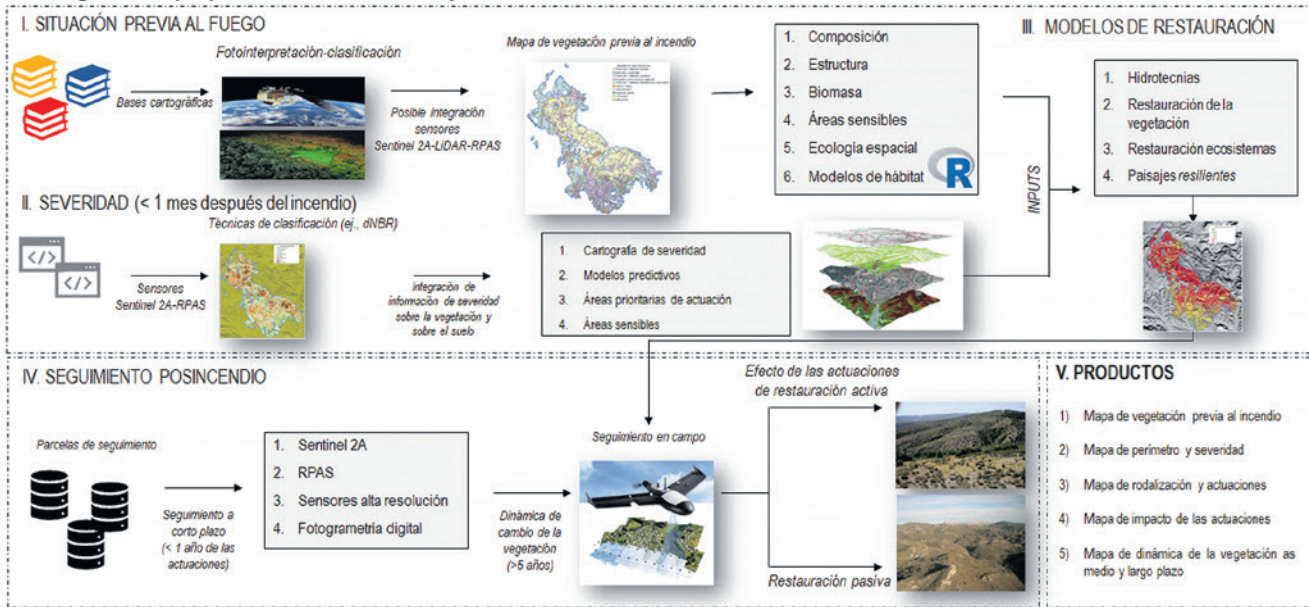 I. SITUACIÓN PREVIA AL FUEGO
Bases cartográficas
Fotointerpretación-clasificación
Posible integración
sensores
Sentinel 2A-LiDAR-RPAS
Mapa de vegetación previa al incendio
1. Composición
2. Estructura
3. Biomasa
4. Áreas sensibles
5. Ecología espacial
6. Modelos de hábitat
R
INPUTS
III. MODELOS DE RESTAURACIÓN
1. Hidrotecnias
2. Restauración de la
vegetación
3. Restauración ecosistemas
4. Paisajes resilientes
II. SEVERIDAD (< 1 mes después del incendio)
</>
</>
Sensores
Sentinel 2A-RPAS
Técnicas de clasificación (ej., dNBR)
integración de
información de severidad
sobre la vegetación y
sobre el suelo
1. Cartografía de severidad
2. Modelos predictivos
3. Áreas prioritarias de actuación
4. Áreas sensibles
IV. SEGUIMIENTO POSINCENDIO
Parcelas de seguimiento
Seguimiento a
corto plazo
(< 1 año de las
actuaciones)
1. Sentinel 2A
2. RPAS
3. Sensores alta resolución
4. Fotogrametría digital
Dinámica de
cambio de la
vegetación
(>5 años)
Seguimiento en campo
Efecto de las actuaciones
de restauración activa
Restauración pasiva
V. PRODUCTOS
1) Mapa de vegetación previa al incendio
2) Mapa de perímetro y severidad
3) Mapa de rodalización y actuaciones
4) Mapa de impacto de las actuaciones
5) Mapa de dinámica de la vegetación as
medio y largo plazo